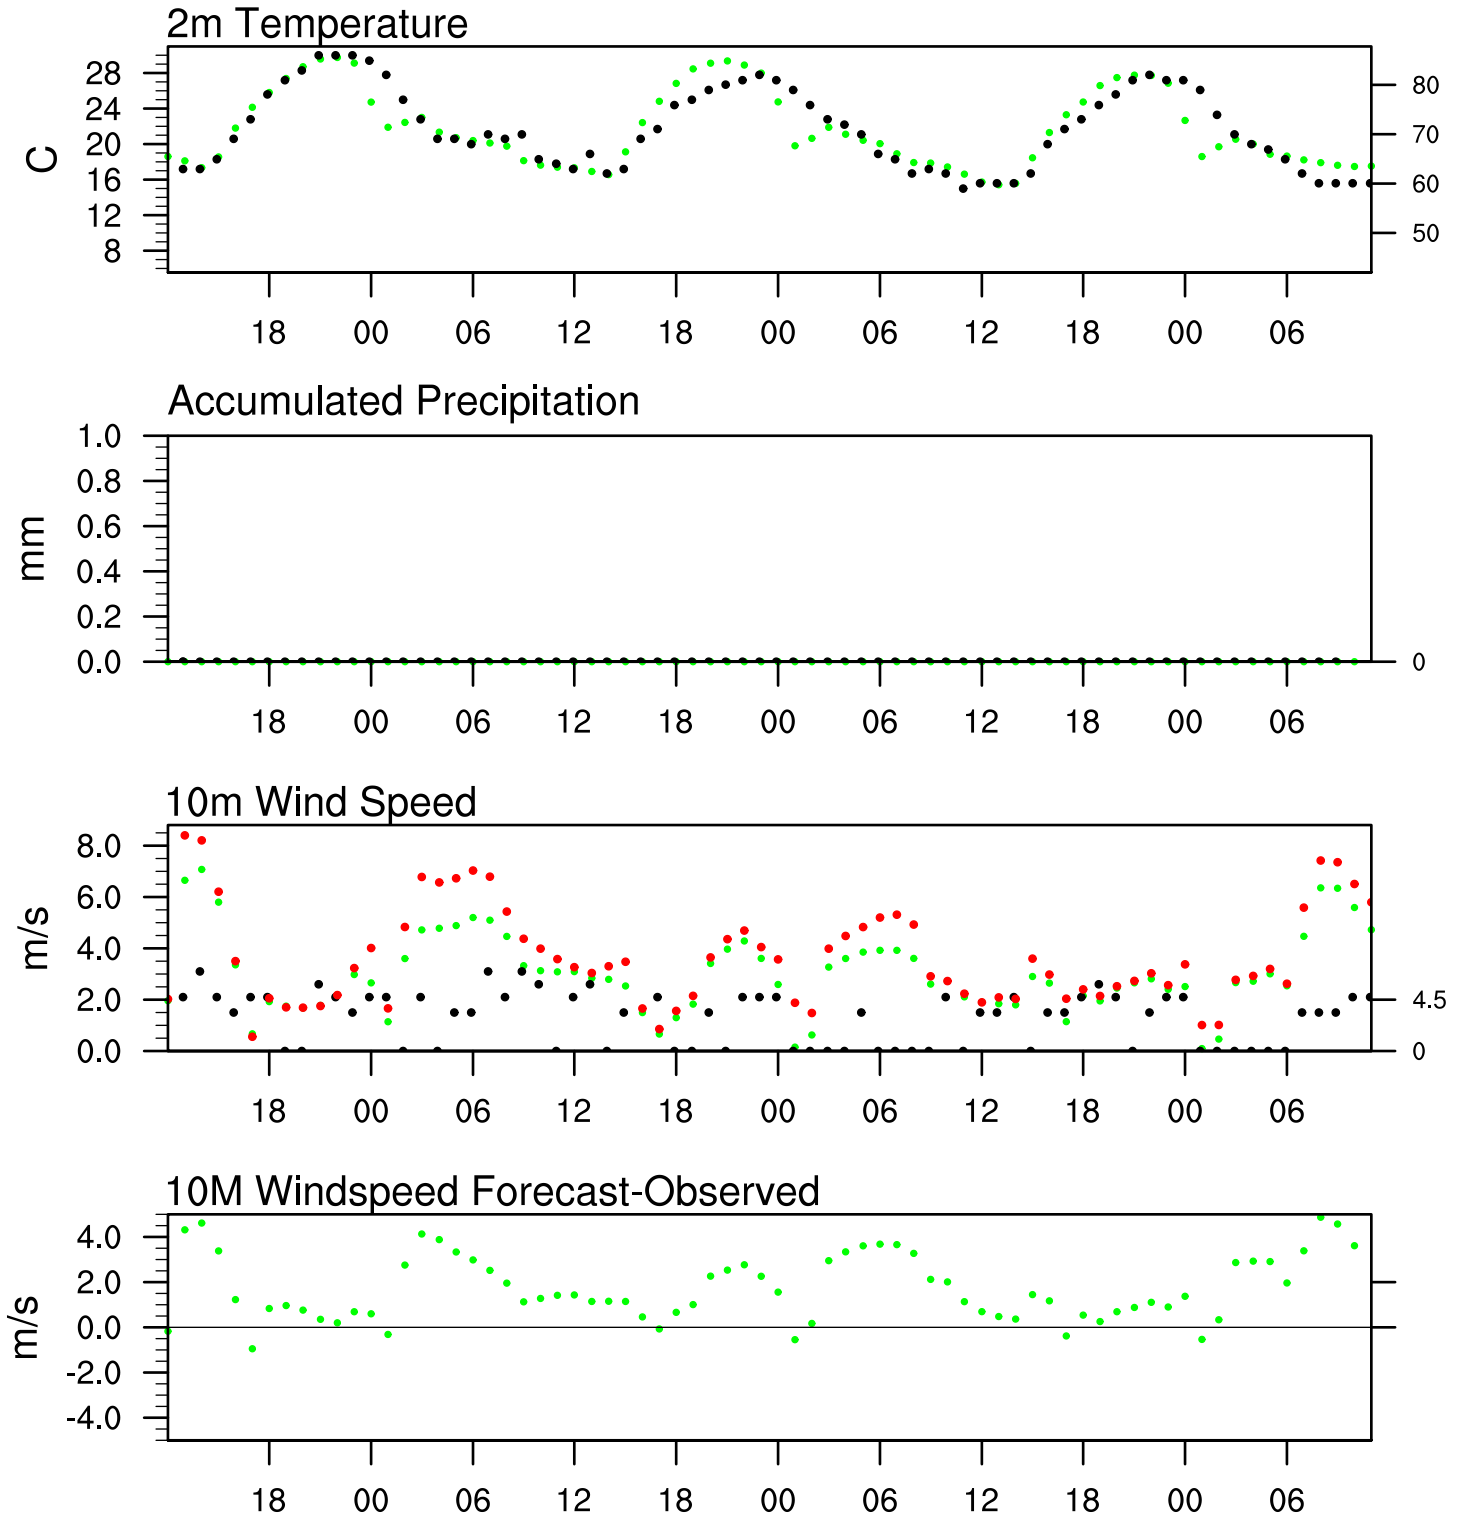 2m Temperature
28
24
20
16
12
8
C
80
70
60
50
18 00 06 12 18 00 06 12 18 00 06
Accumulated Precipitation
1.0
0.8
0.6
0.4
0.2
0.0
mm
0
18 00 06 12 18 00 06 12 18 00 06
10m Wind Speed
8.0
6.0
4.0
2.0
0.0
m/s
4.5
0
18 00 06 12 18 00 06 12 18 00 06
10M Windspeed Forecast-Observed
4.0
2.0
0.0
-2.0
-4.0
m/s
18 00 06 12 18 00 06 12 18 00 06